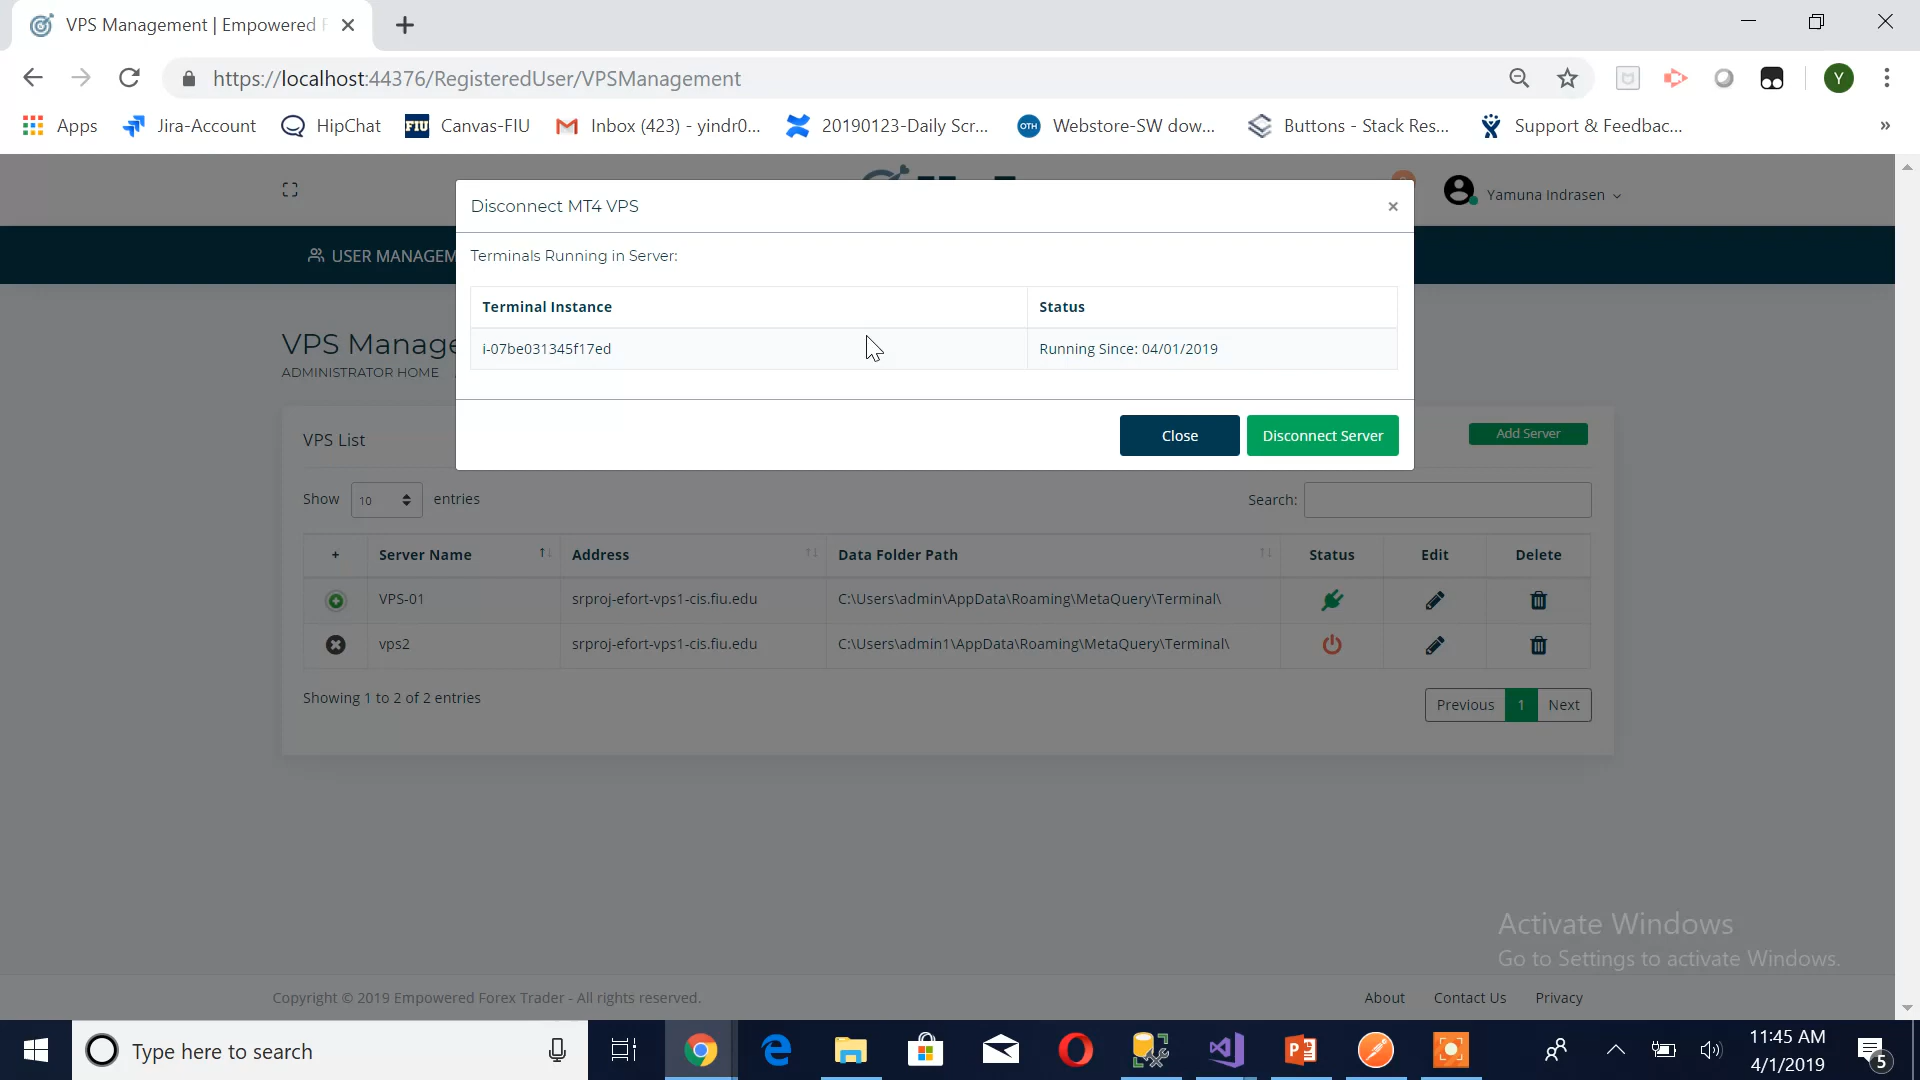 VPS Management | Empowered F
https://localhost:44376/RegisteredUser/VPSManagement
Y
Apps
Jira-Account
HipChat
FIU Canvas-FIU
Inbox (423) - yindr0...
20190123-Daily Scr...
OTH Webstore-SW dow...
Buttons - Stack Res...
Support & Feedbac...
»
Yamuna Indrasen
USER MANAGEM
Disconnect MT4 VPS
×
Terminals Running in Server:
Terminal Instance Status
i-07be031345f17ed Running Since: 04/01/2019
Close Disconnect Server
VPS Manage
ADMINISTRATOR HOME
VPS List
Add Server
Show 10 entries
Search:
+ Server Name Address Data Folder Path Status Edit Delete
VPS-01 srproj-efort-vps1-cis.fiu.edu C:\Users\admin\AppData\Roaming\MetaQuery\Terminal\
vps2 srproj-efort-vps1-cis.fiu.edu C:\Users\admin1\AppData\Roaming\MetaQuery\Terminal\
Showing 1 to 2 of 2 entries
Previous 1 Next
Activate Windows
Go to Settings to activate Windows.
Copyright © 2019 Empowered Forex Trader - All rights reserved.
About Contact Us Privacy
Type here to search
11:45 AM
4/1/2019
5